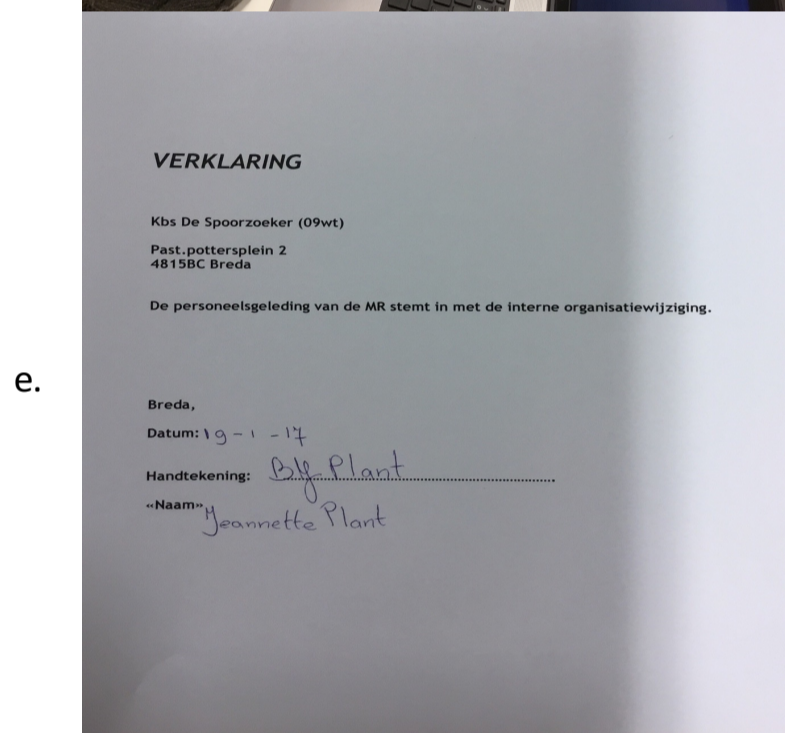 VERKLARING
Kbs De Spoorzoeker (09wt)
Past.pottersplein 2
4815BC Breda
De personeelsgeleding van de MR stemt in met de interne organisatiewijziging.
e.
Breda,
Datum: 19-1-17
Handtekening: Plant
«Naam» Jeannette Plant